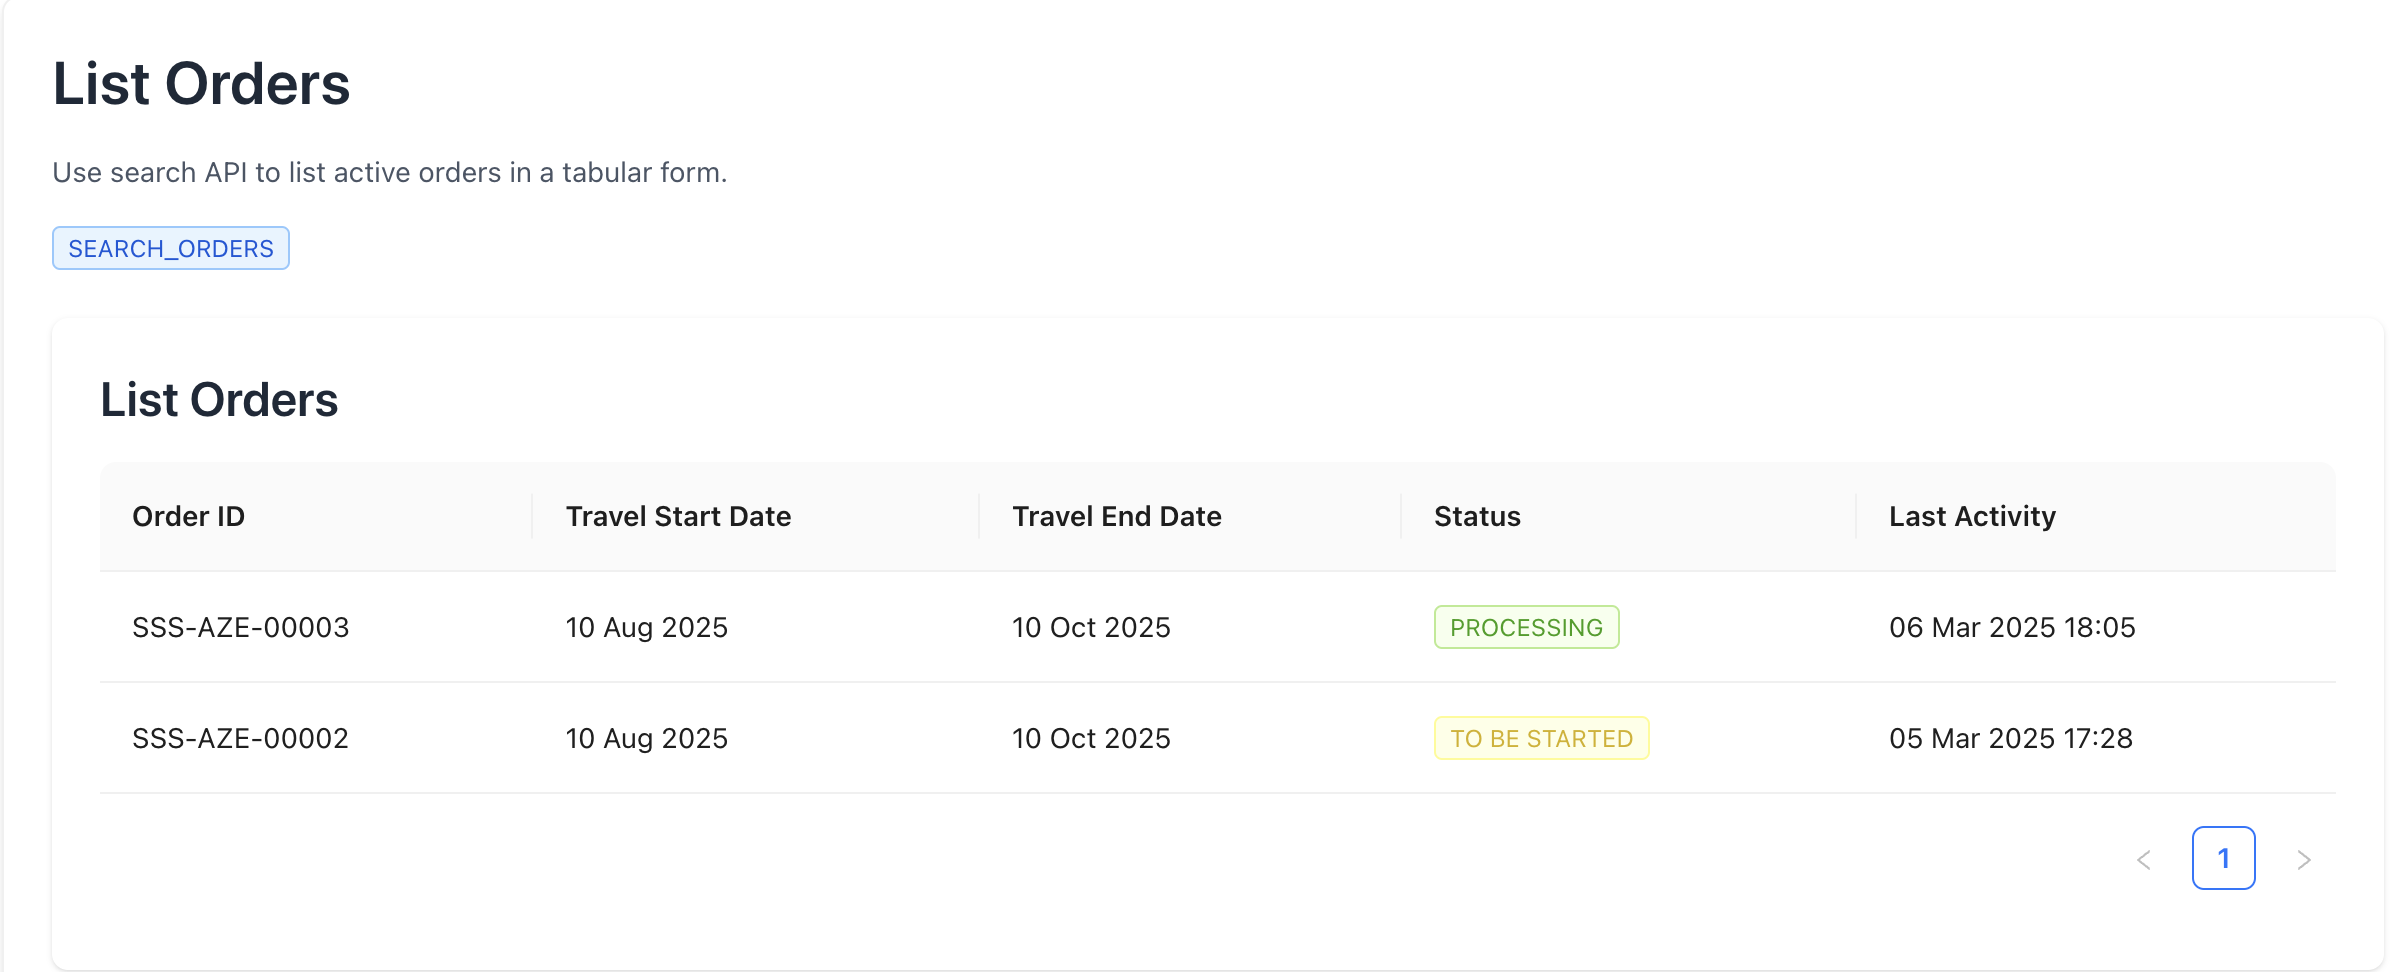 List Orders
Use search API to list active orders in a tabular form.
SEARCH_ORDERS
List Orders
Order ID Travel Start Date Travel End Date Status Last Activity
SSS-AZE-00003 10 Aug 2025 10 Oct 2025 PROCESSING 06 Mar 2025 18:05
SSS-AZE-00002 10 Aug 2025 10 Oct 2025 TO BE STARTED 05 Mar 2025 17:28
< 1 >